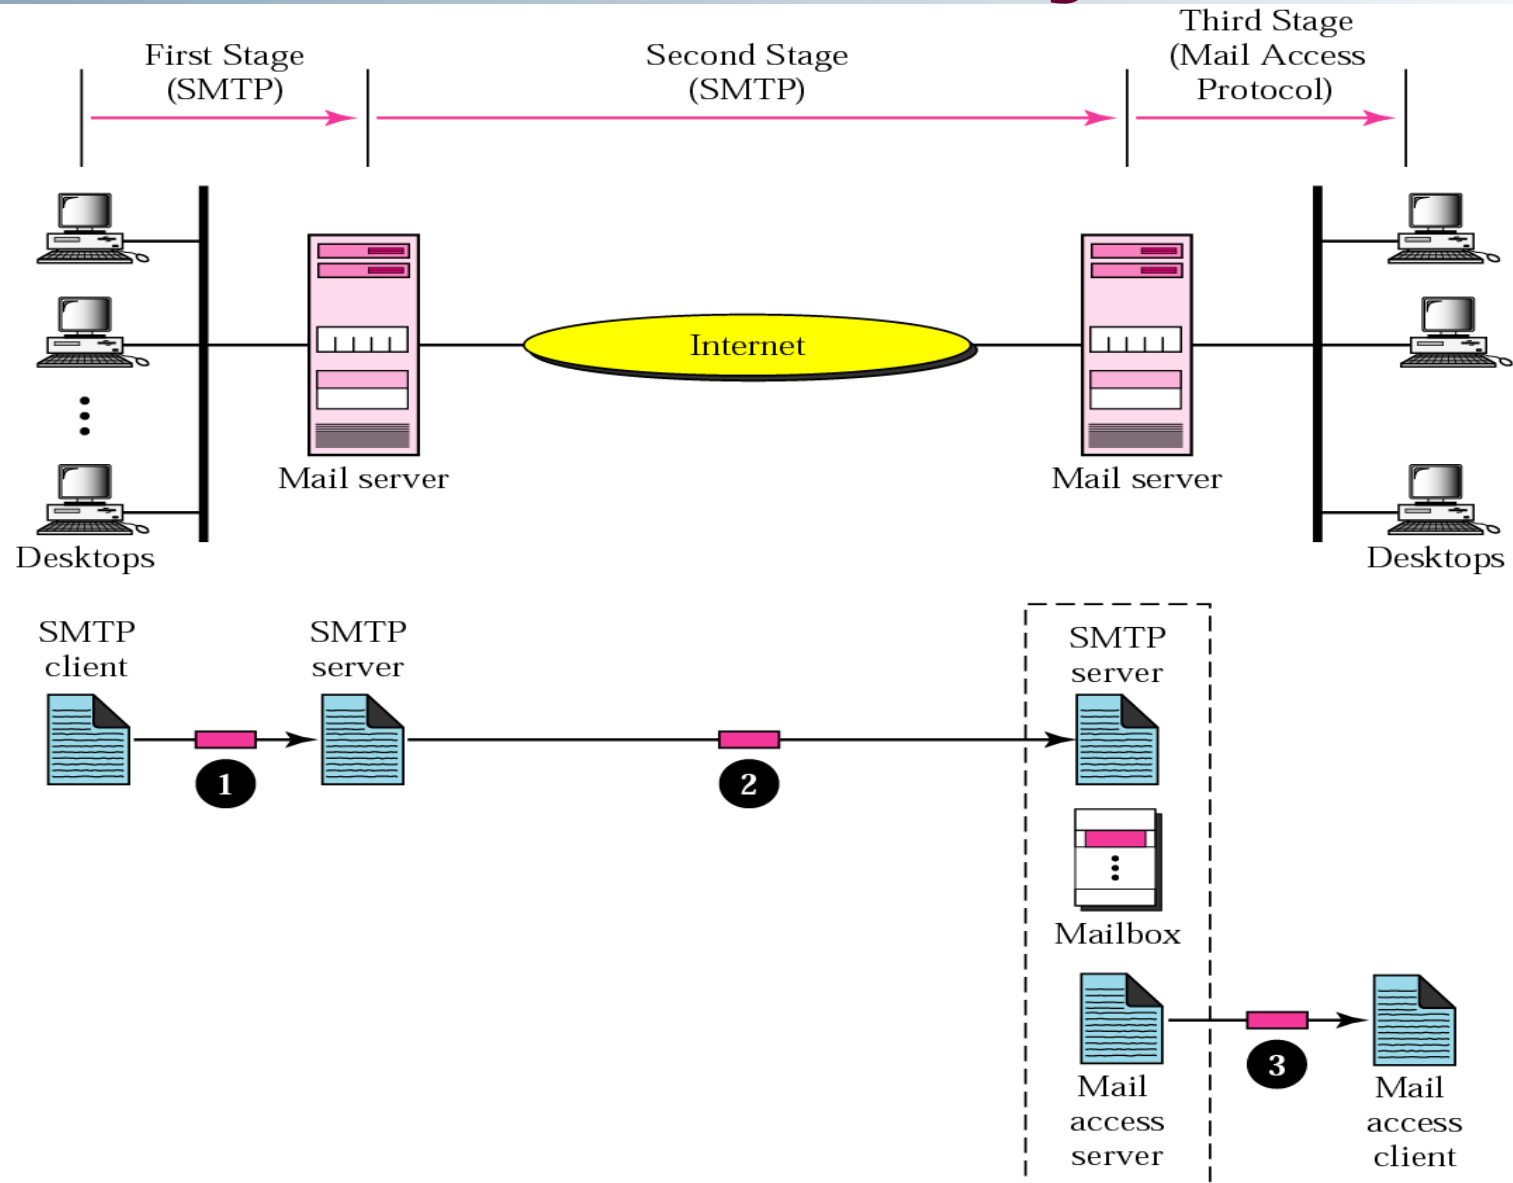 First Stage
(SMTP)
Second Stage
(SMTP)
Third Stage
(Mail Access
Protocol)
Internet
Mail server
Mail server
Desktops
Desktops
SMTP
client
SMTP
server
SMTP
server
1
2
Mailbox
3
Mail
access
server
Mail
access
client